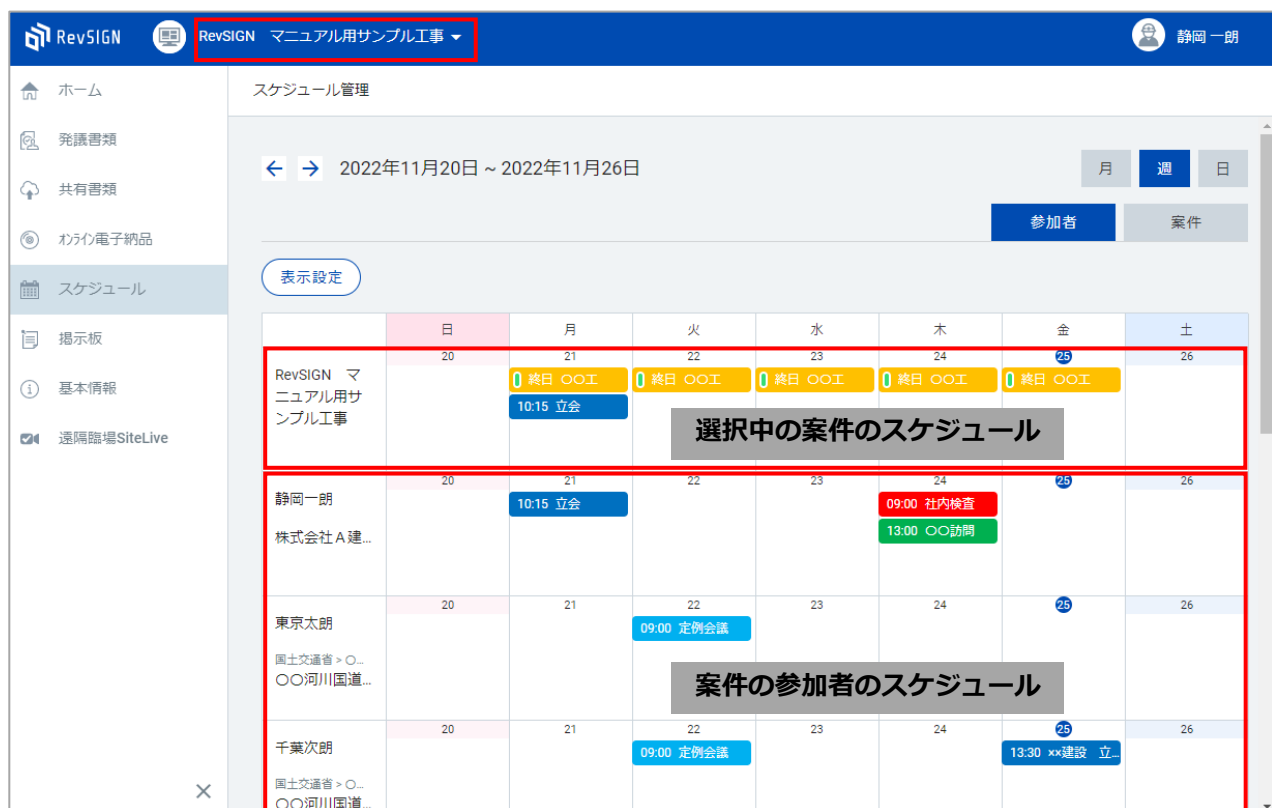 RevSIGN
RevSIGN マニュアル用サンプル工事
静岡 一朗
ホーム
発議書類
共有書類
オンライン電子納品
スケジュール
掲示板
基本情報
遠隔臨場SiteLive
スケジュール管理
2022年11月20日 ~ 2022年11月26日
月 週 日
参加者 案件
表示設定
日 月 火 水 木 金 土
20 21 22 23 24 25 26
RevSIGN マ
ニュアル用サ
ンプル工事
終日 〇〇工 終日 〇〇工 終日 〇〇工 終日 〇〇工 終日 〇〇工
10:15 立会
選択中の案件のスケジュール
20 21 22 23 24 25 26
静岡一朗
株式会社A建...
10:15 立会
09:00 社内検査
13:00 〇〇訪問
20 21 22 23 24 25 26
東京太朗
国土交通省 > 〇...
〇〇河川国道...
09:00 定例会議
案件の参加者のスケジュール
20 21 22 23 24 25 26
千葉次朗
国土交通省 > 〇...
〇〇河川国道...
09:00 定例会議
13:30 ××建設 立...